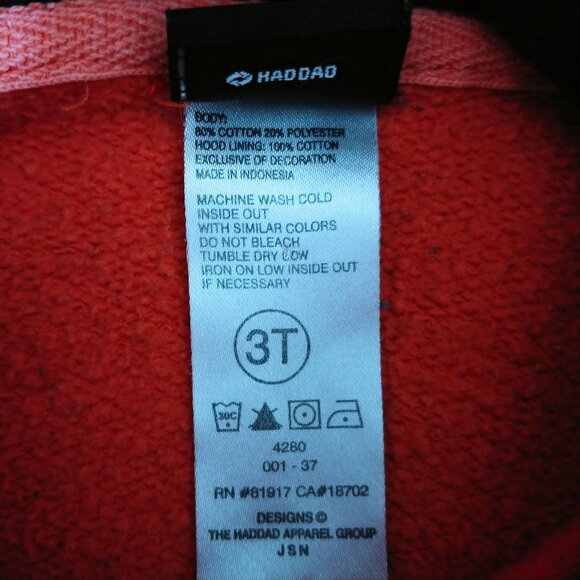 HADDAD
BODY:
80% COTTON 20% POLYESTER
HOOD LINING: 100% COTTON
EXCLUSIVE OF DECORATION
MADE IN INDONESIA
MACHINE WASH COLD
INSIDE OUT
WITH SIMILAR COLORS
DO NOT BLEACH
TUMBLE DRY LOW
IRON ON LOW INSIDE OUT
IF NECESSARY
3T
30C
4280
001 - 37
RN #81917 CA#18702
DESIGNS ©
THE HADDAD APPAREL GROUP
J S N